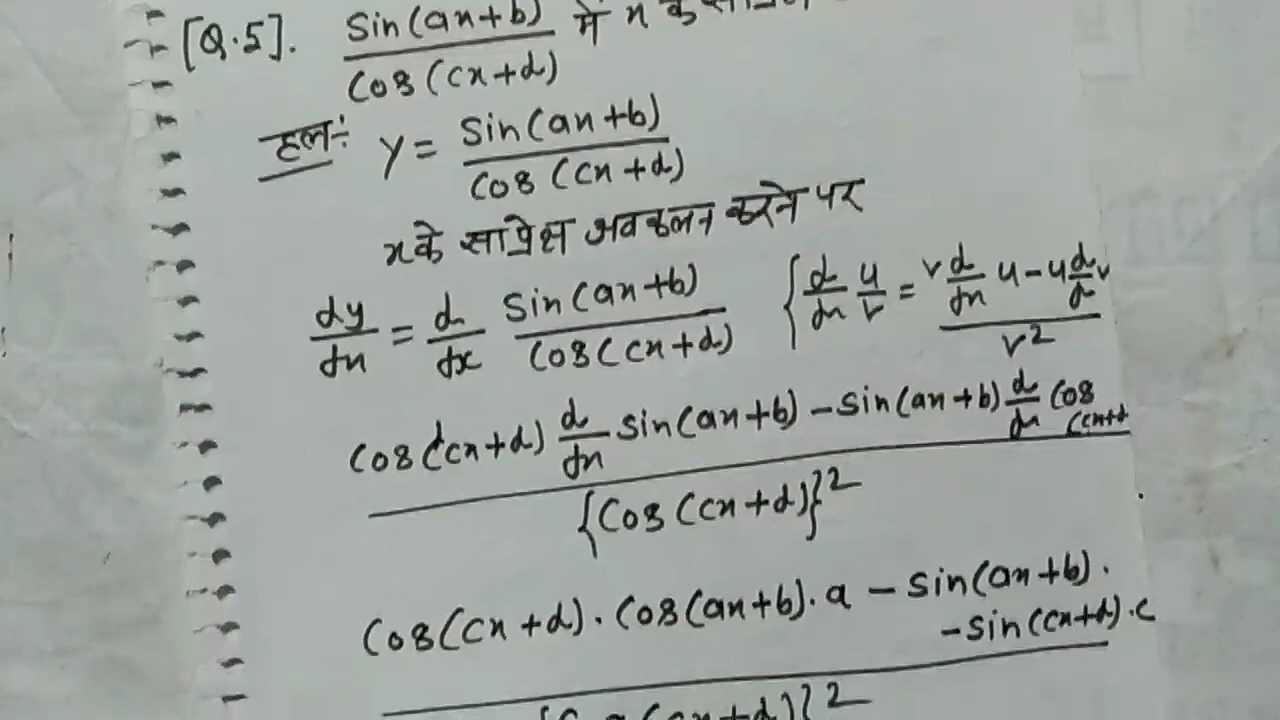 [Q.5]. sin(ax+b) / cos(cx+d) में x के
हल:- y = sin(ax+b) / cos(cx+d)
x के सापेक्ष अवकलन करने पर
dy/dx = d/dx sin(ax+b) / cos(cx+d) { d/dx u/v = v d/dx u - u d/dx v / v²
cos(cx+d) d/dx sin(ax+b) - sin(ax+b) d/dx cos (cx+d / {cos(cx+d)}²
cos(cx+d) . cos(ax+b) . a - sin(ax+b) . - sin(cx+d) . c